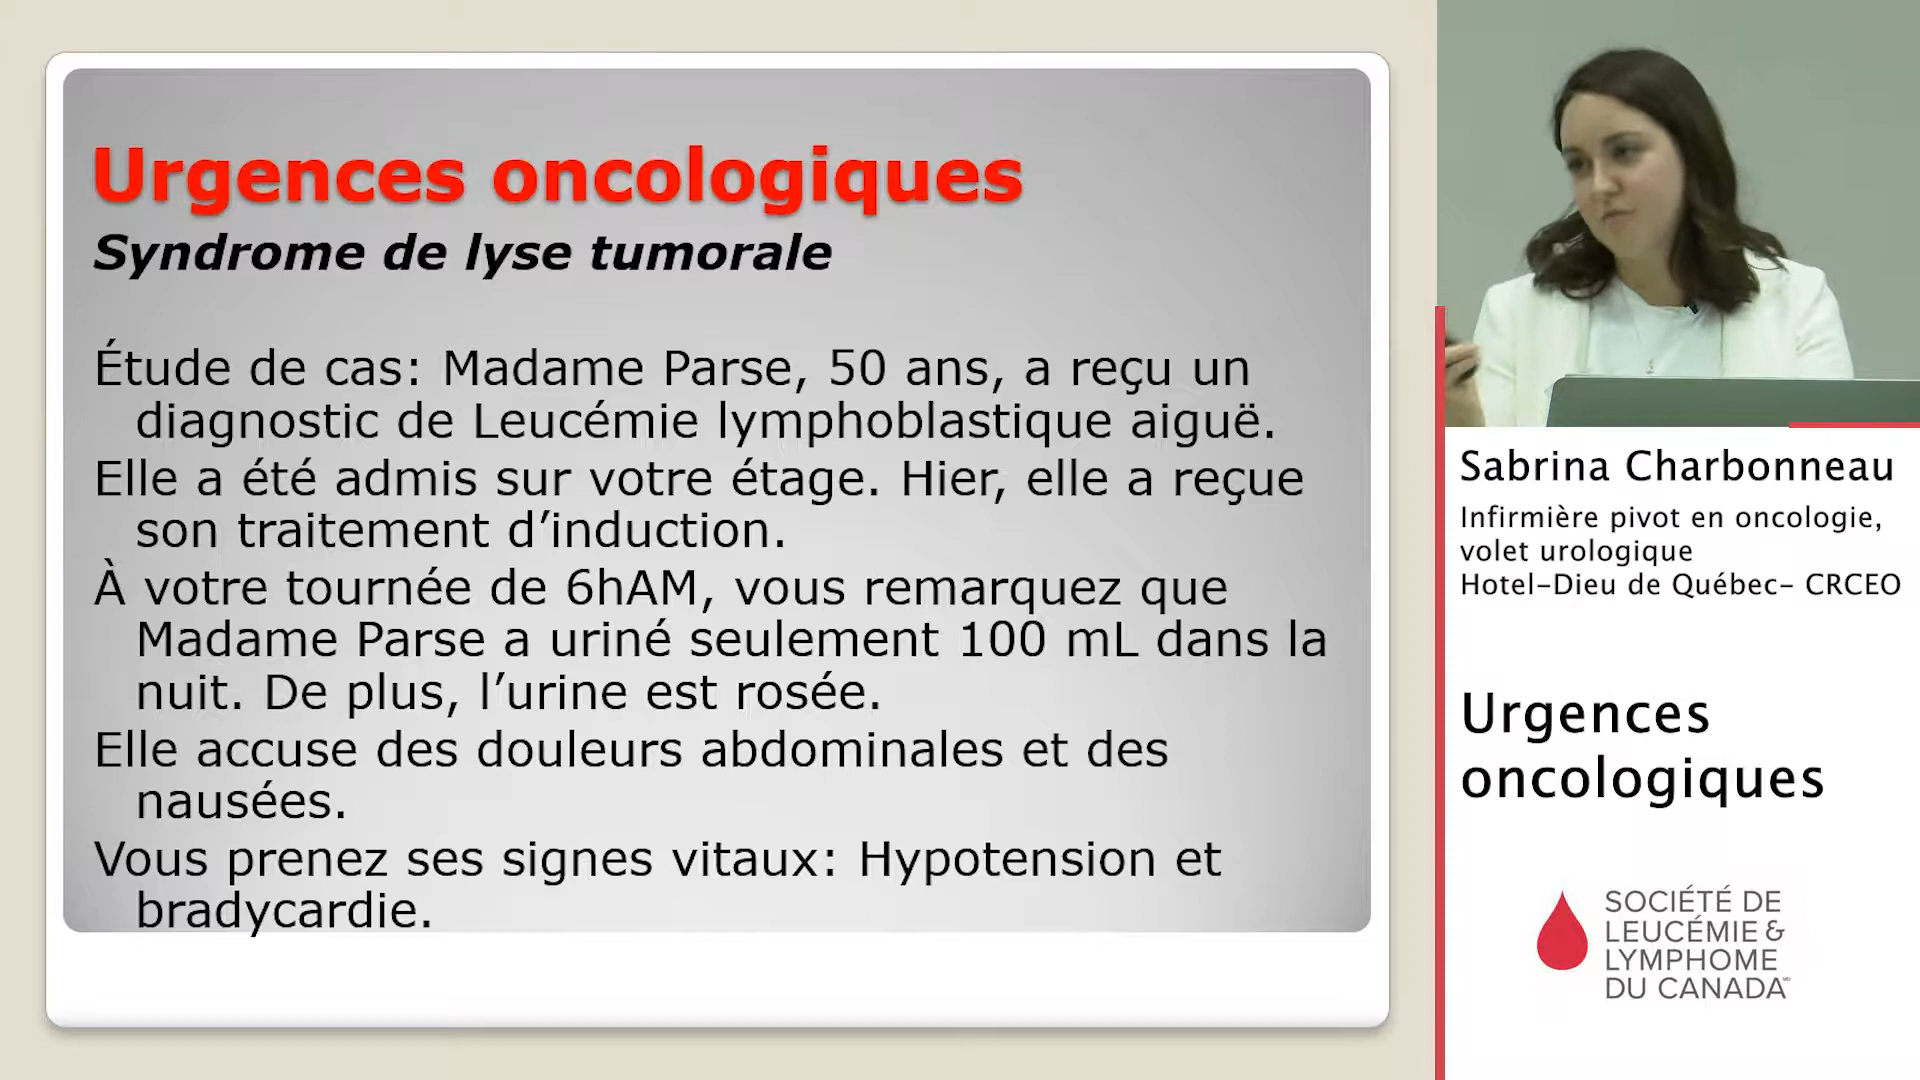 Urgences oncologiques
Syndrome de lyse tumorale
Étude de cas: Madame Parse, 50 ans, a reçu un
diagnostic de Leucémie lymphoblastique aiguë.
Elle a été admis sur votre étage. Hier, elle a reçue
son traitement d’induction.
À votre tournée de 6hAM, vous remarquez que
Madame Parse a uriné seulement 100 mL dans la
nuit. De plus, l’urine est rosée.
Elle accuse des douleurs abdominales et des
nausées.
Vous prenez ses signes vitaux: Hypotension et
bradycardie.
Sabrina Charbonneau
Infirmière pivot en oncologie,
volet urologique
Hotel-Dieu de Québec- CRCEO
Urgences
oncologiques
SOCIÉTÉ DE
LEUCÉMIE &
LYMPHOME
DU CANADA